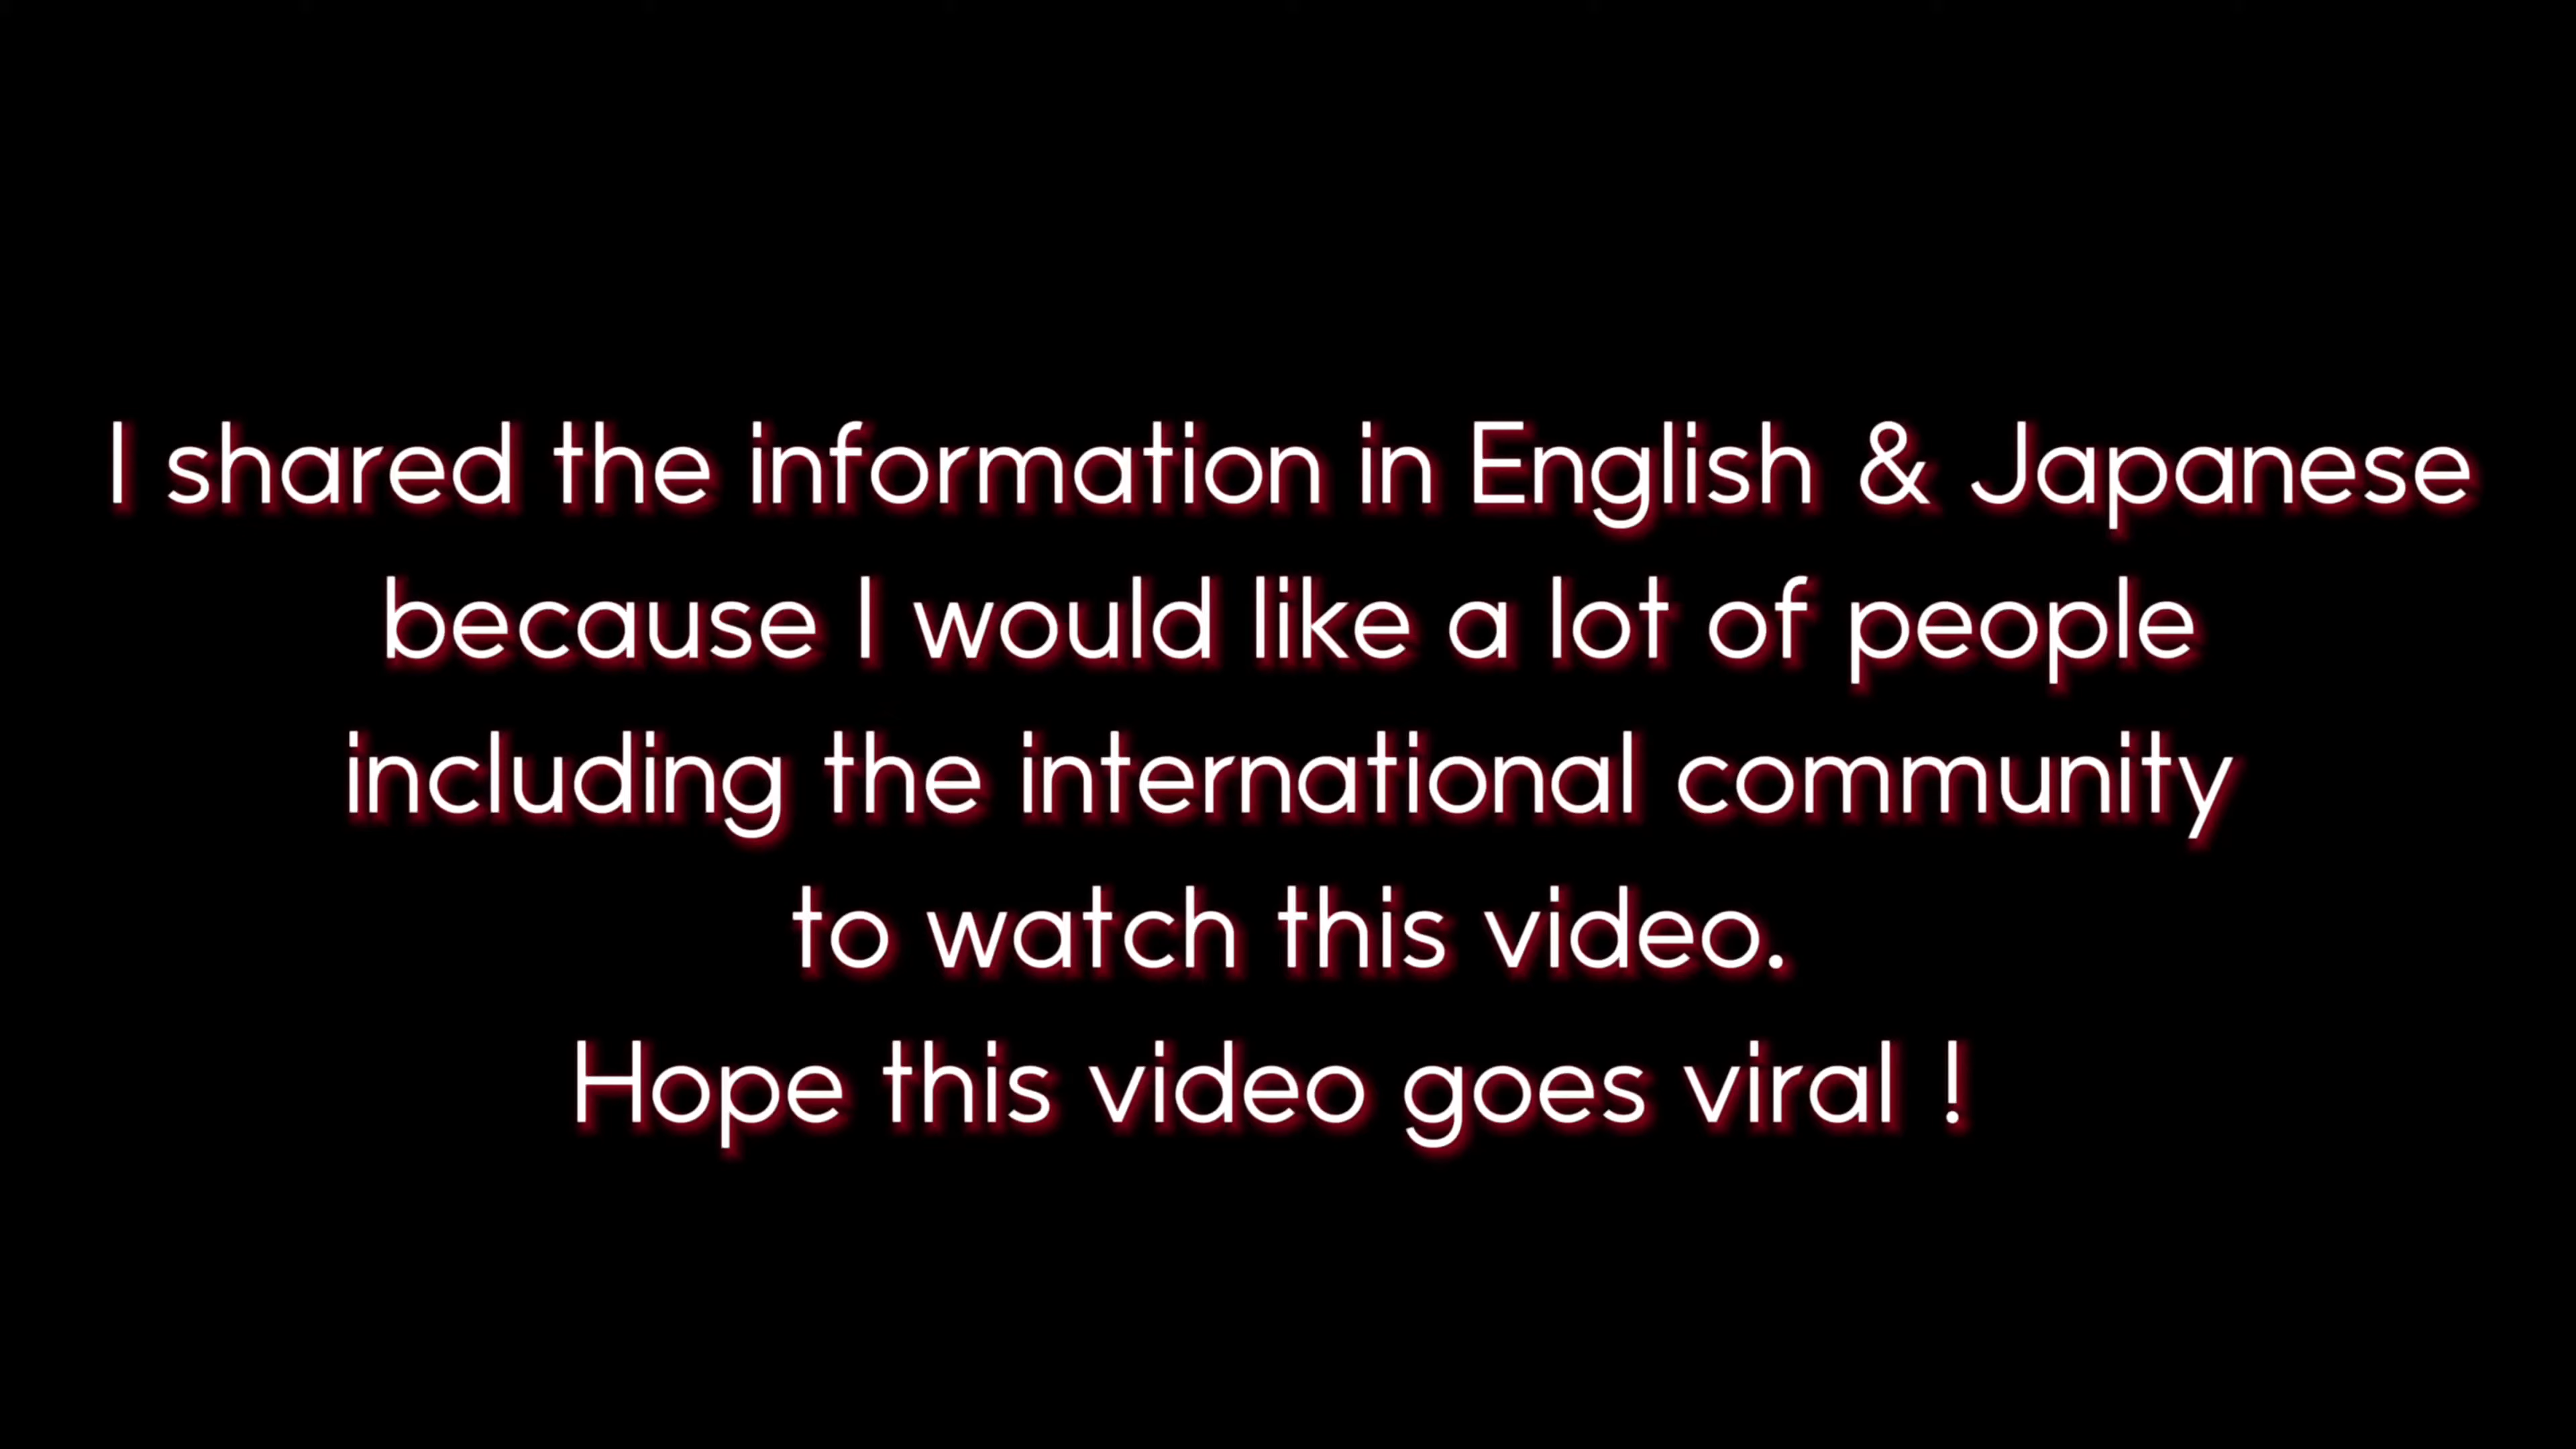 I shared the information in English & Japanese
because I would like a lot of people
including the international community
to watch this video.
Hope this video goes viral !